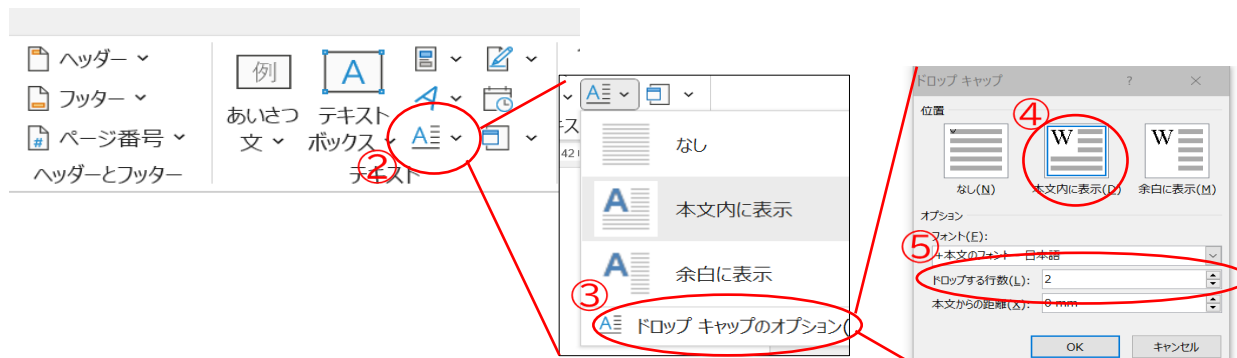 ヘッダー
フッター
ページ番号
ヘッダーとフッター
例
あいさつ
文
A
テキスト
ボックス
テキスト
②
42
なし
本文内に表示
余白に表示
③
ドロップ キャップのオプション(
ドロップ キャップ ? ×
位置
④
W W
なし(N) 本文内に表示(D) 余白に表示(M)
オプション
フォント(F):
⑤
+本文のフォント - 日本語
ドロップする行数(L): 2
本文からの距離(X): 0 mm
OK キャンセル